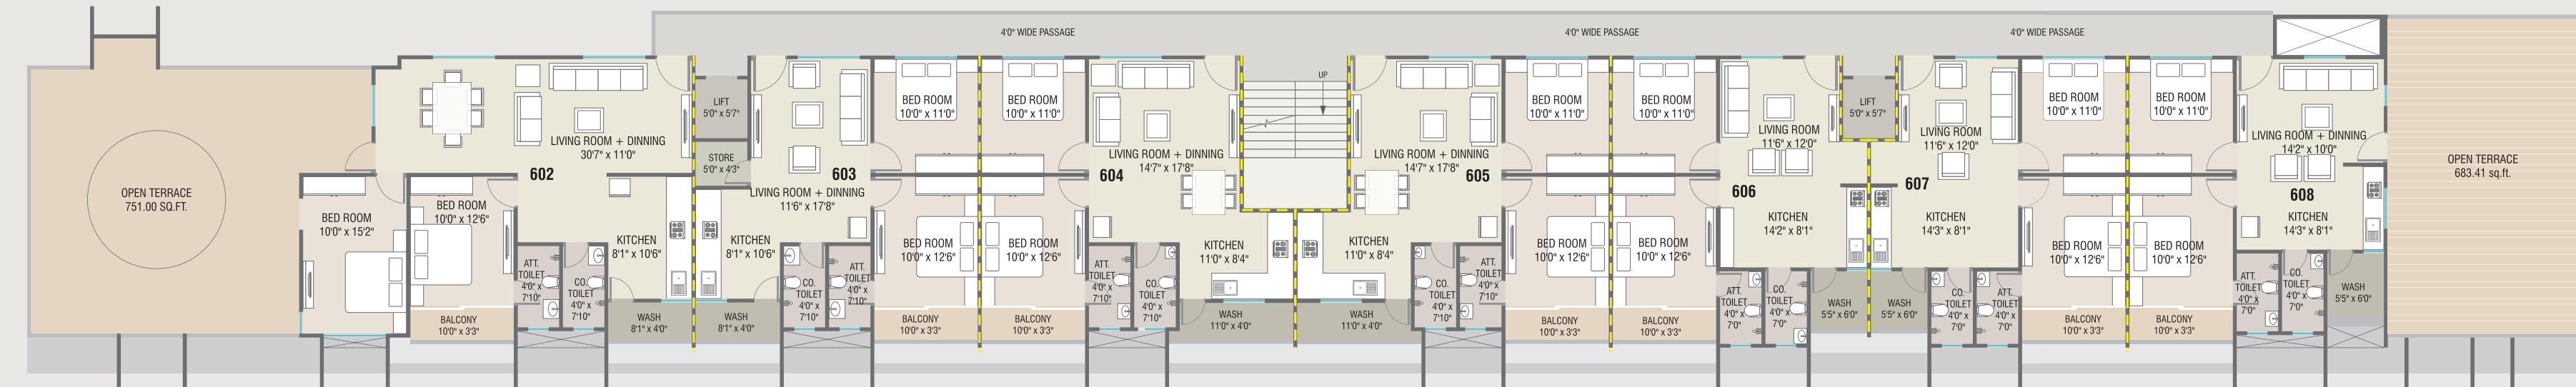 4'0" WIDE PASSAGE
4'0" WIDE PASSAGE
4'0" WIDE PASSAGE
OPEN TERRACE
751.00 SQ.FT.
LIVING ROOM + DINNING
30'7" x 11'0"
602
BED ROOM
10'0" x 15'2"
BED ROOM
10'0" x 12'6"
BALCONY
10'0" x 3'3"
ATT.
TOILET
4'0" x
7'10"
CO.
TOILET
4'0" x
7'10"
KITCHEN
8'1" x 10'6"
WASH
8'1" x 4'0"
LIFT
5'0" x 5'7"
STORE
5'0" x 4'3"
603
LIVING ROOM + DINNING
11'6" x 17'8"
KITCHEN
8'1" x 10'6"
WASH
8'1" x 4'0"
CO.
TOILET
4'0" x
7'10"
ATT.
TOILET
4'0" x
7'10"
BED ROOM
10'0" x 11'0"
BED ROOM
10'0" x 12'6"
BALCONY
10'0" x 3'3"
BED ROOM
10'0" x 11'0"
BED ROOM
10'0" x 12'6"
BALCONY
10'0" x 3'3"
LIVING ROOM + DINNING
14'7" x 17'8"
604
ATT.
TOILET
4'0" x
7'10"
CO.
TOILET
4'0" x
7'10"
KITCHEN
11'0" x 8'4"
WASH
11'0" x 4'0"
UP
LIVING ROOM + DINNING
14'7" x 17'8"
605
KITCHEN
11'0" x 8'4"
WASH
11'0" x 4'0"
CO.
TOILET
4'0" x
7'10"
ATT.
TOILET
4'0" x
7'10"
BED ROOM
10'0" x 11'0"
BED ROOM
10'0" x 12'6"
BALCONY
10'0" x 3'3"
BED ROOM
10'0" x 11'0"
BED ROOM
10'0" x 12'6"
BALCONY
10'0" x 3'3"
LIVING ROOM
11'6" x 12'0"
606
KITCHEN
14'2" x 8'1"
ATT.
TOILET
4'0" x
7'0"
CO.
TOILET
4'0" x
7'0"
WASH
5'5" x 6'0"
LIFT
5'0" x 5'7"
LIVING ROOM
11'6" x 12'0"
607
KITCHEN
14'3" x 8'1"
WASH
5'5" x 6'0"
CO.
TOILET
4'0" x
7'0"
ATT.
TOILET
4'0" x
7'0"
BED ROOM
10'0" x 11'0"
BED ROOM
10'0" x 12'6"
BALCONY
10'0" x 3'3"
BED ROOM
10'0" x 11'0"
BED ROOM
10'0" x 12'6"
BALCONY
10'0" x 3'3"
LIVING ROOM + DINNING
14'2" x 10'0"
608
KITCHEN
14'3" x 8'1"
ATT.
TOILET
4'0" x
7'0"
CO.
TOILET
4'0" x
7'0"
WASH
5'5" x 6'0"
OPEN TERRACE
683.41 sq.ft.